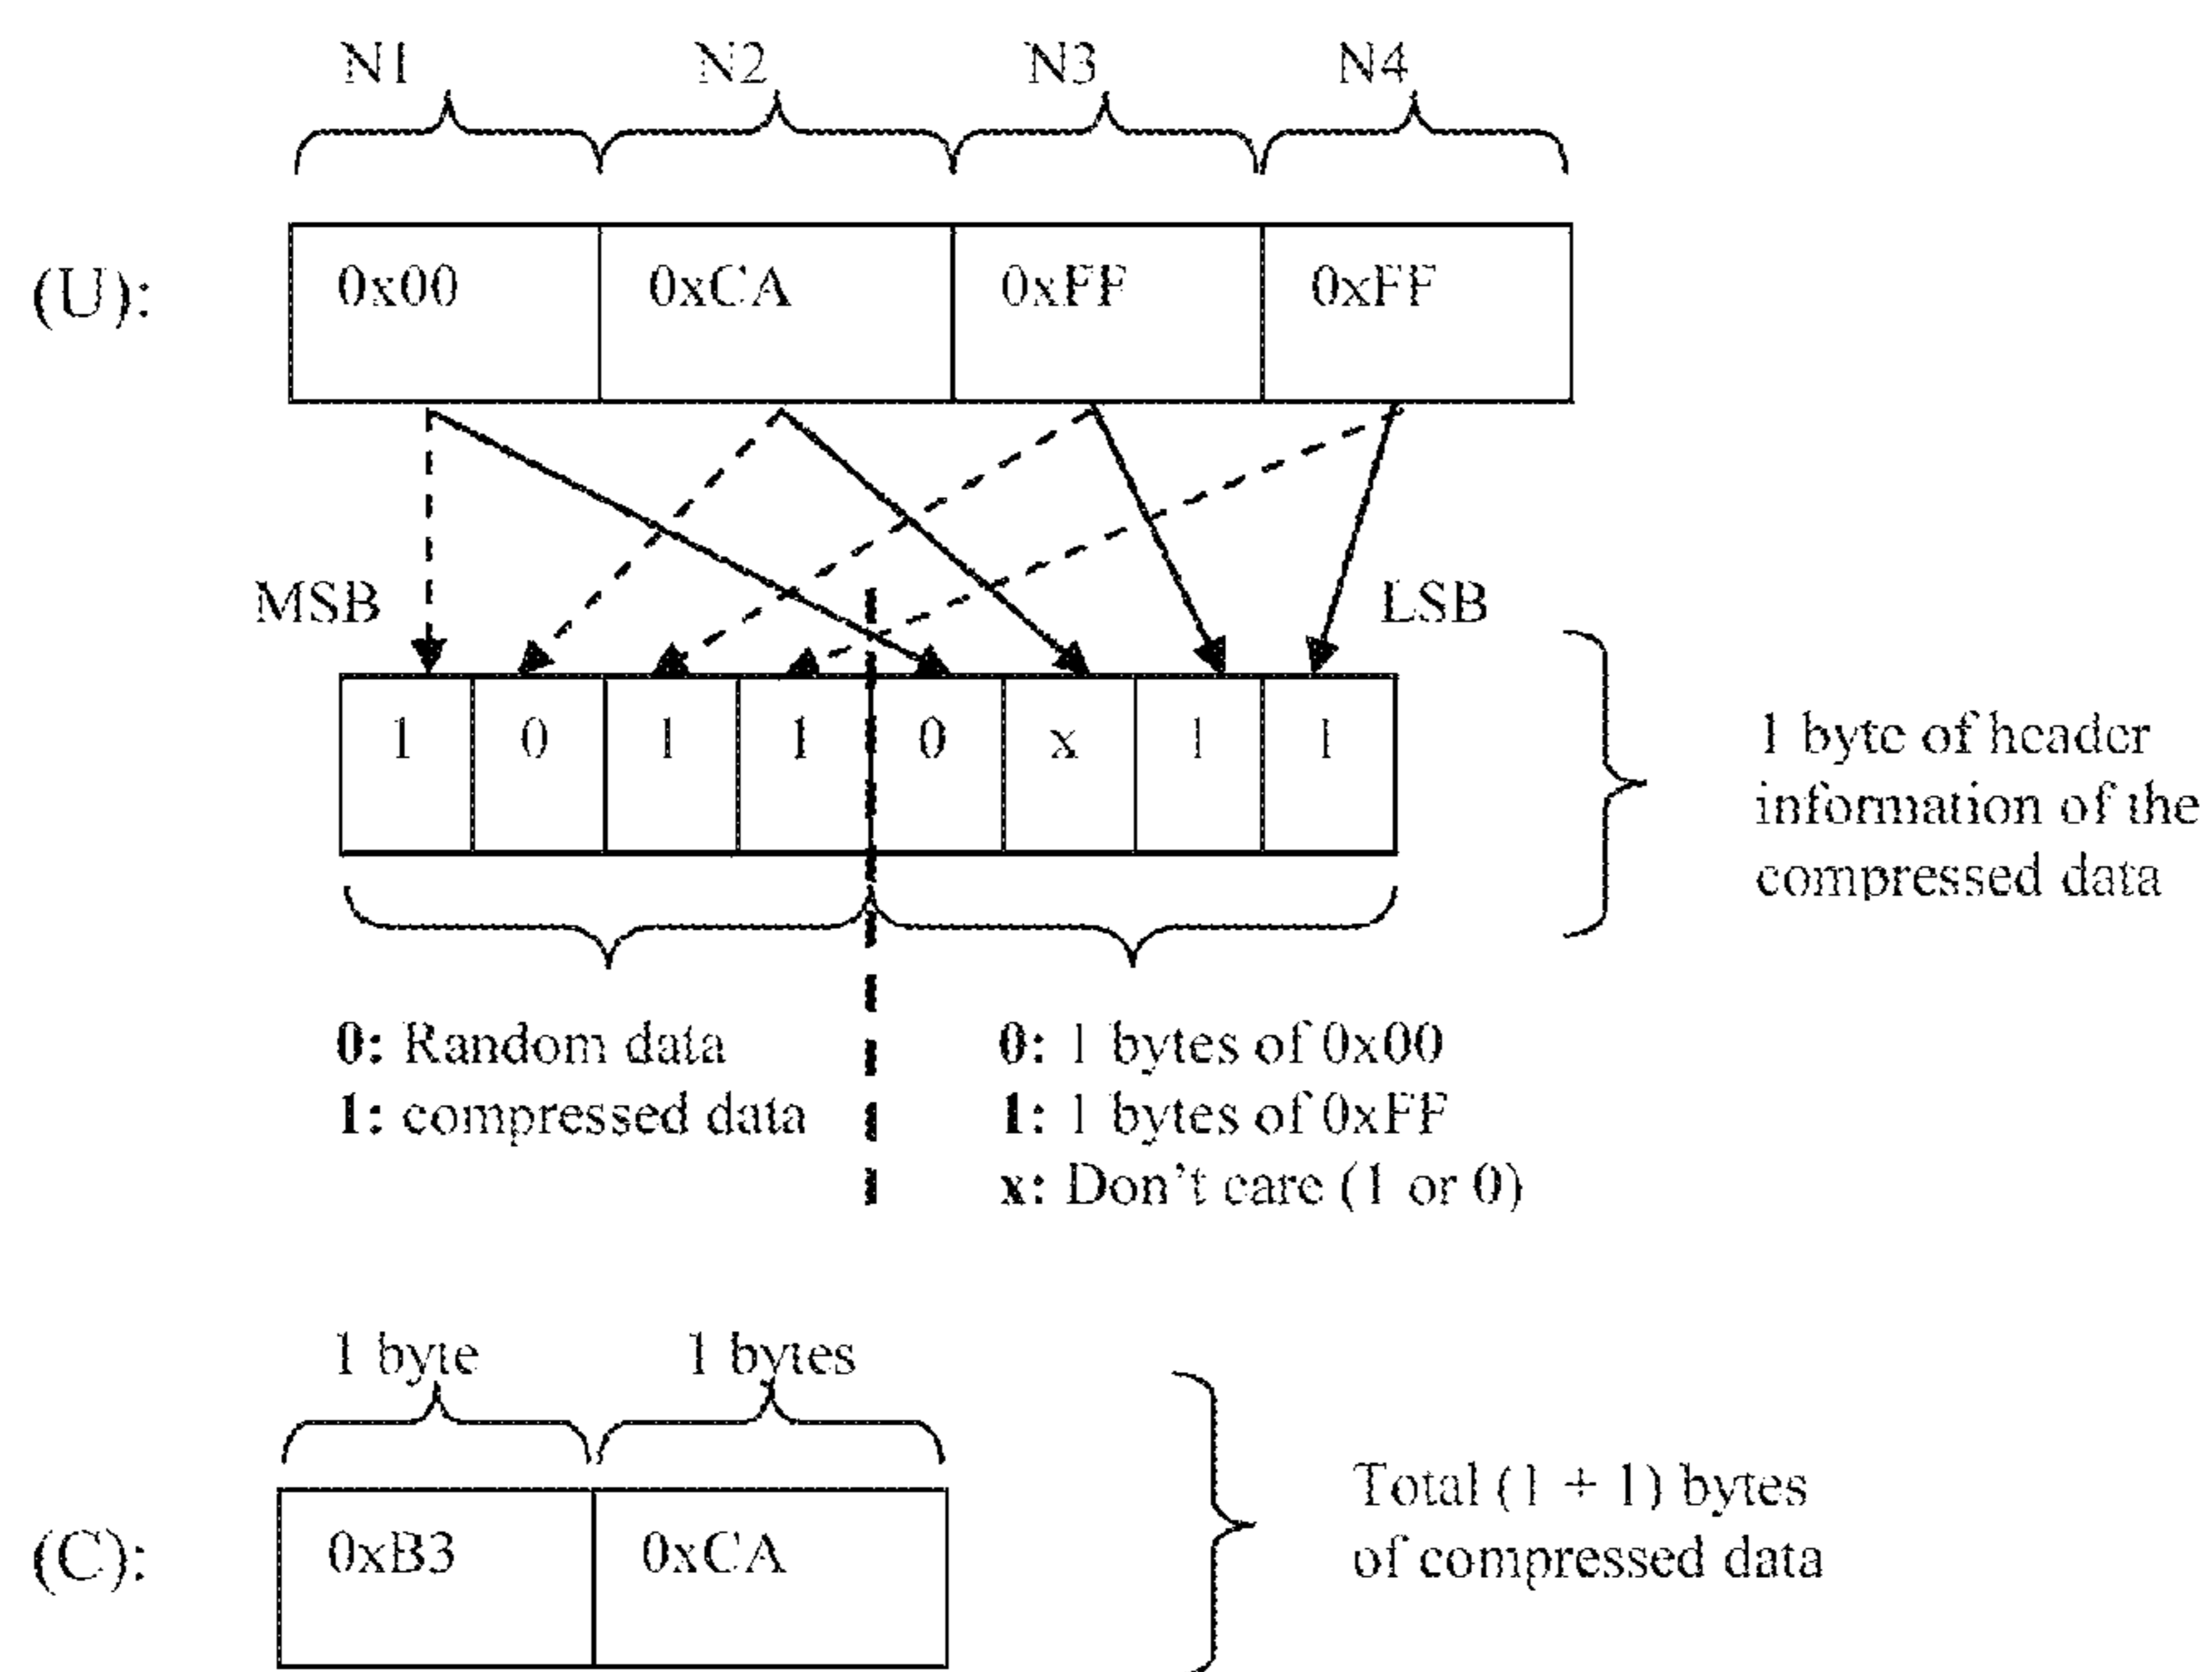 N1 N2 N3 N4
(U): 0x00 0xCA 0xFF 0xFF
MSB LSB
1 0 1 1 0 x 1 1
1 byte of header
information of the
compressed data
0: Random data
1: compressed data
0: 1 bytes of 0x00
1: 1 bytes of 0xFF
x: Don't care (1 or 0)
1 byte 1 bytes
(C): 0xB3 0xCA
Total (1 + 1) bytes
of compressed data